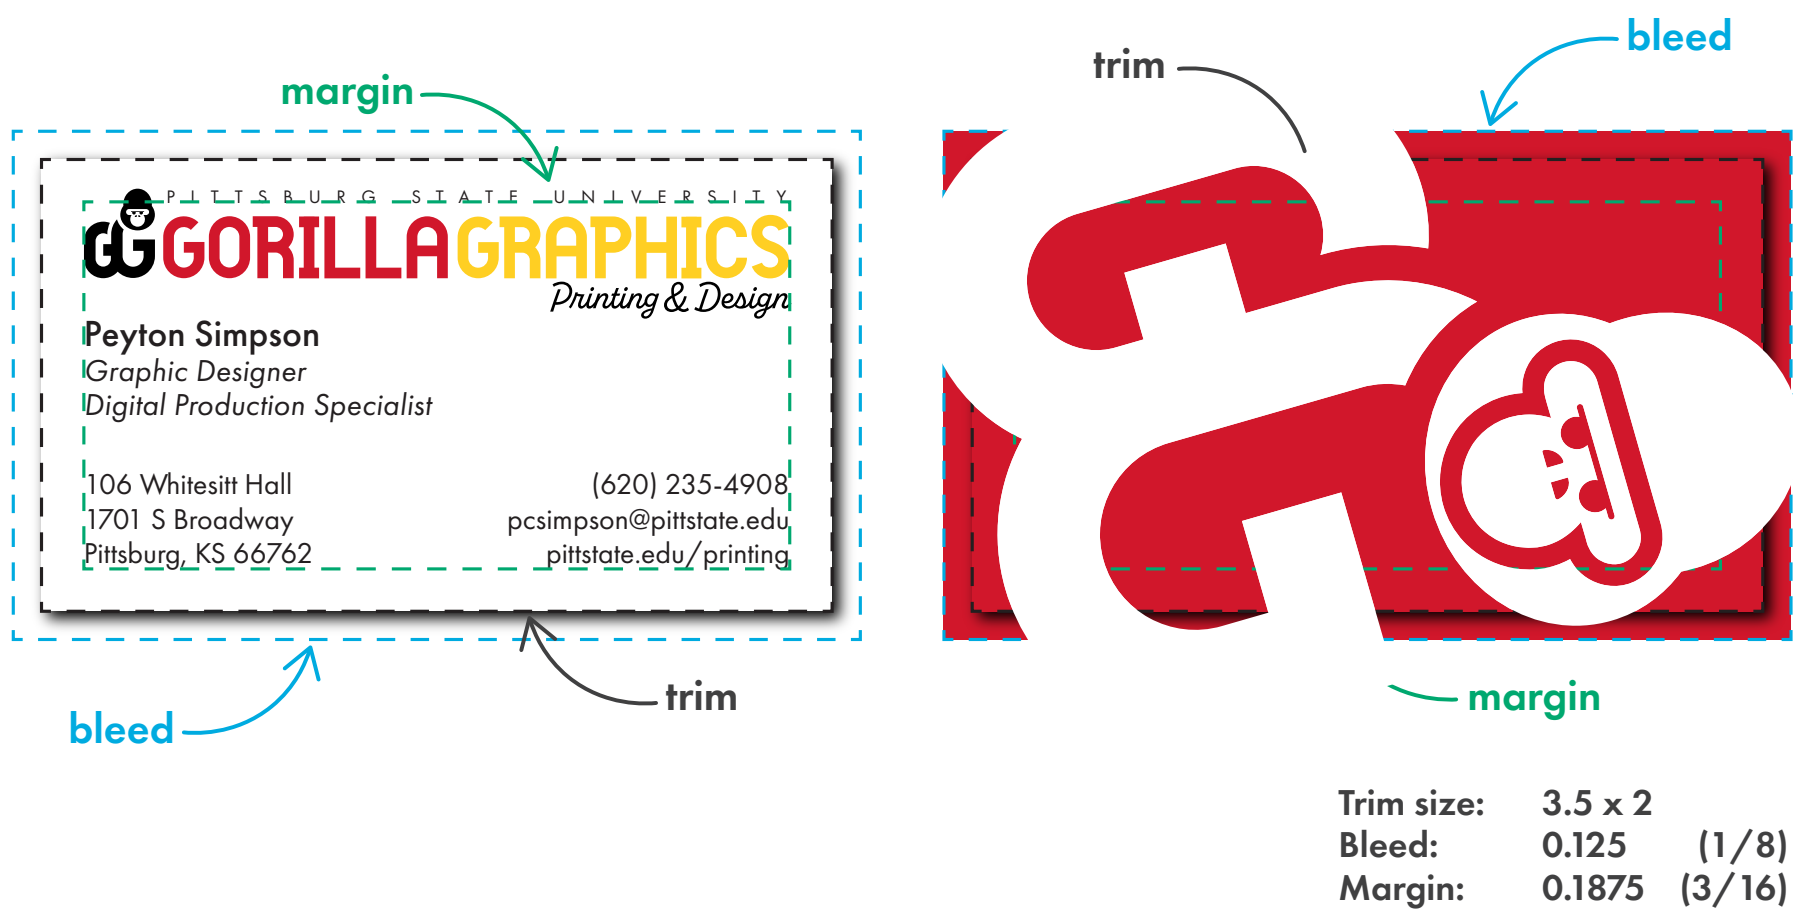 margin
PITTSBURG STATE UNIVERSITY
GG GORILLAGRAPHICS
Printing & Design
Peyton Simpson
Graphic Designer
Digital Production Specialist
106 Whitesitt Hall
1701 S Broadway
Pittsburg, KS 66762
(620) 235-4908
pcsimpson@pittstate.edu
pittstate.edu/printing
bleed
trim
trim
bleed
margin
Trim size: 3.5 x 2
Bleed: 0.125 (1/8)
Margin: 0.1875 (3/16)